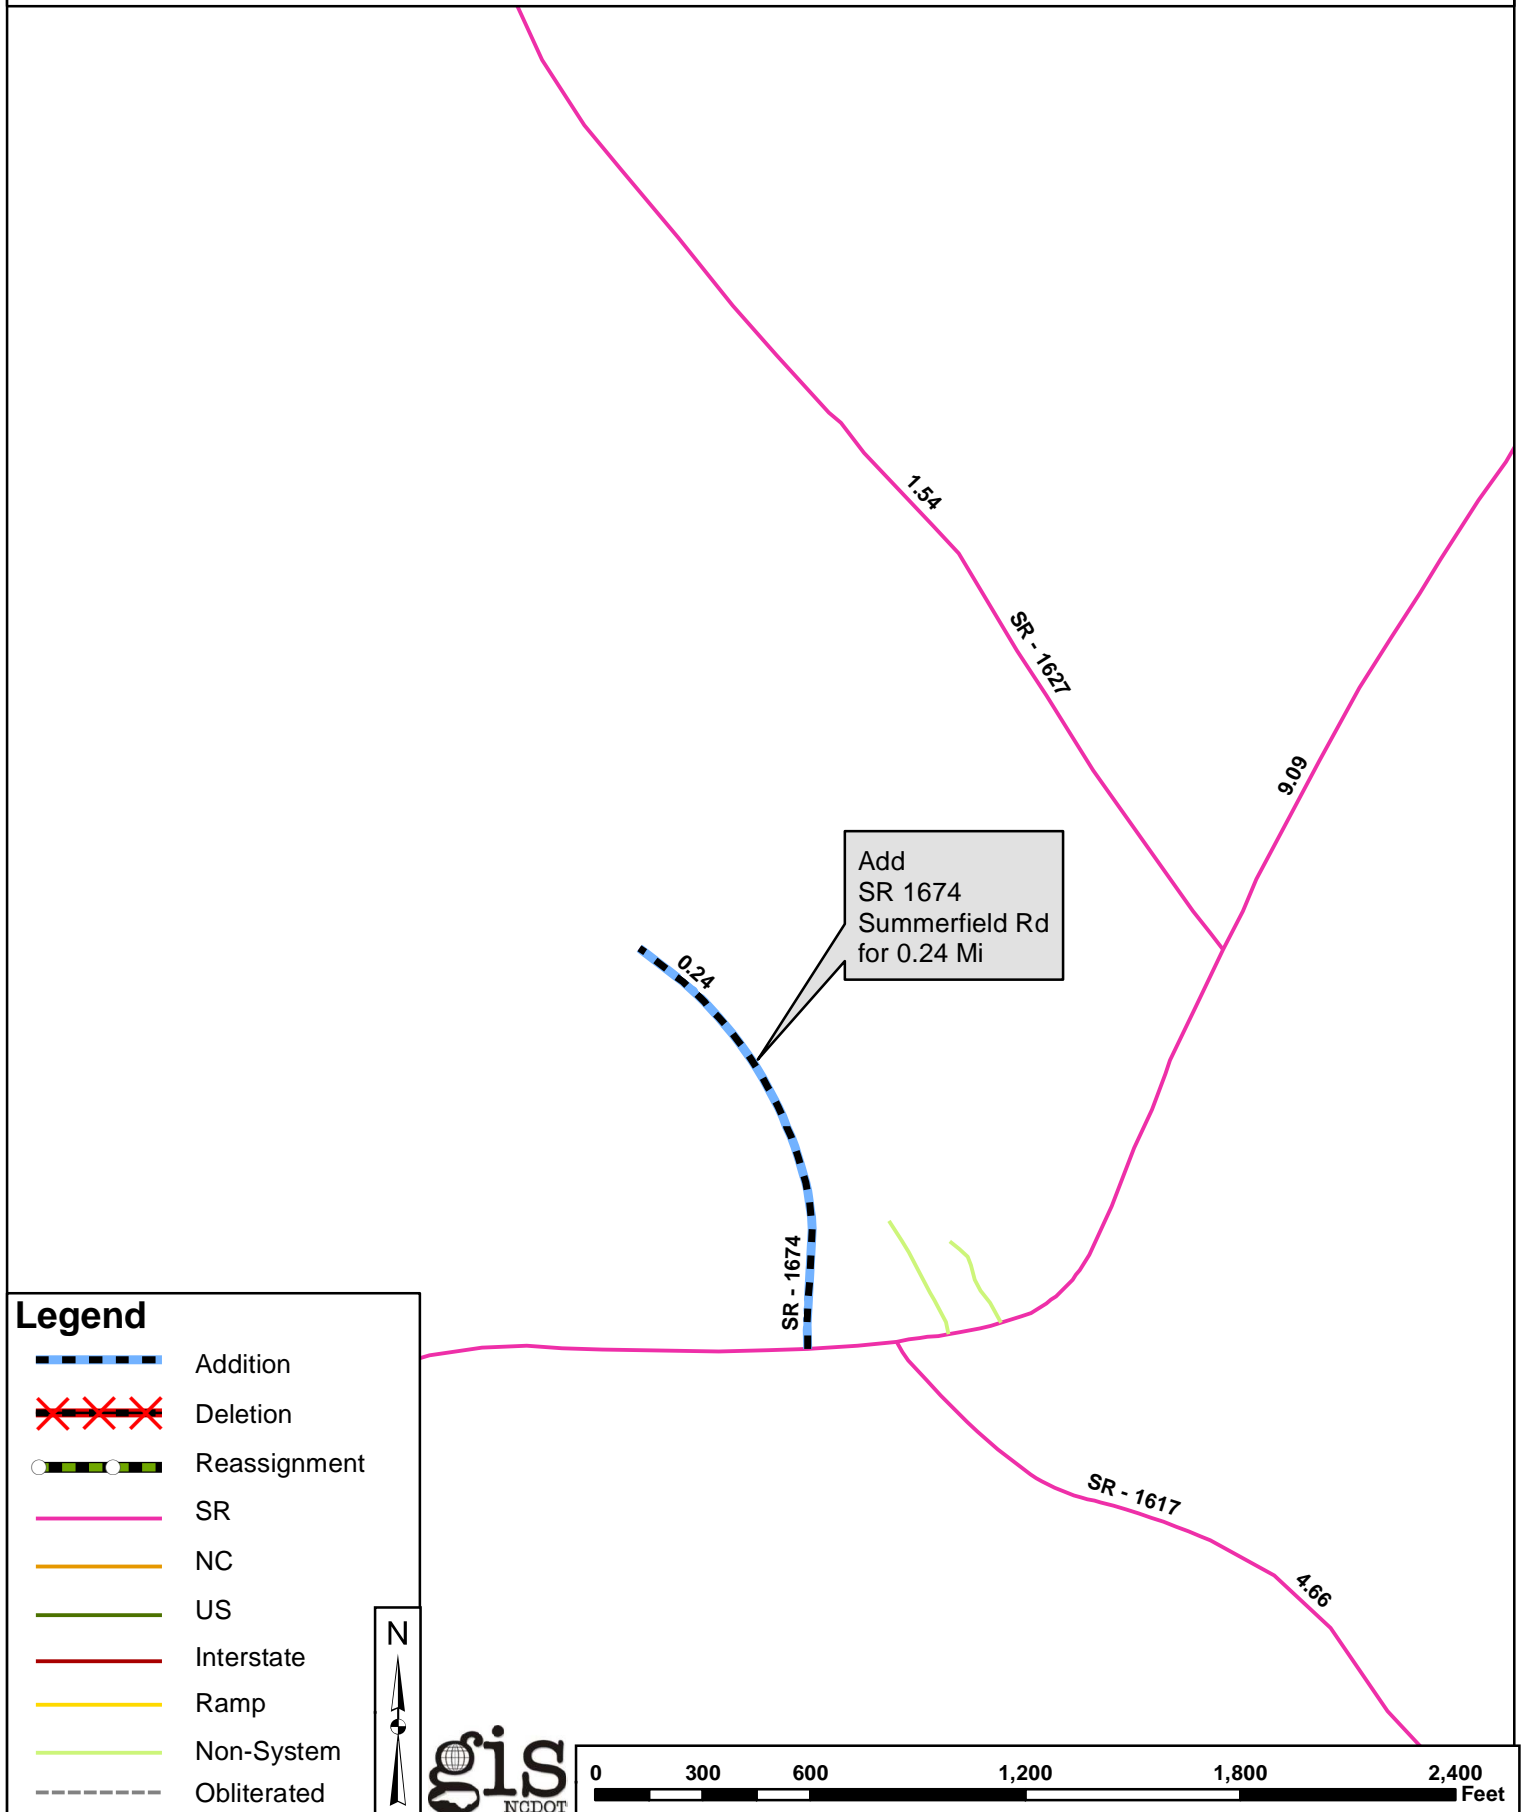 1.54
SR - 1627
9.09
Add
SR 1674
Summerfield Rd
for 0.24 Mi
0.24
SR - 1674
SR - 1617
4.66
Legend
Addition
Deletion
Reassignment
SR
NC
US
Interstate
Ramp
Non-System
Obliterated
N
gis
NCDOT
0 300 600 1,200 1,800 2,400
Feet